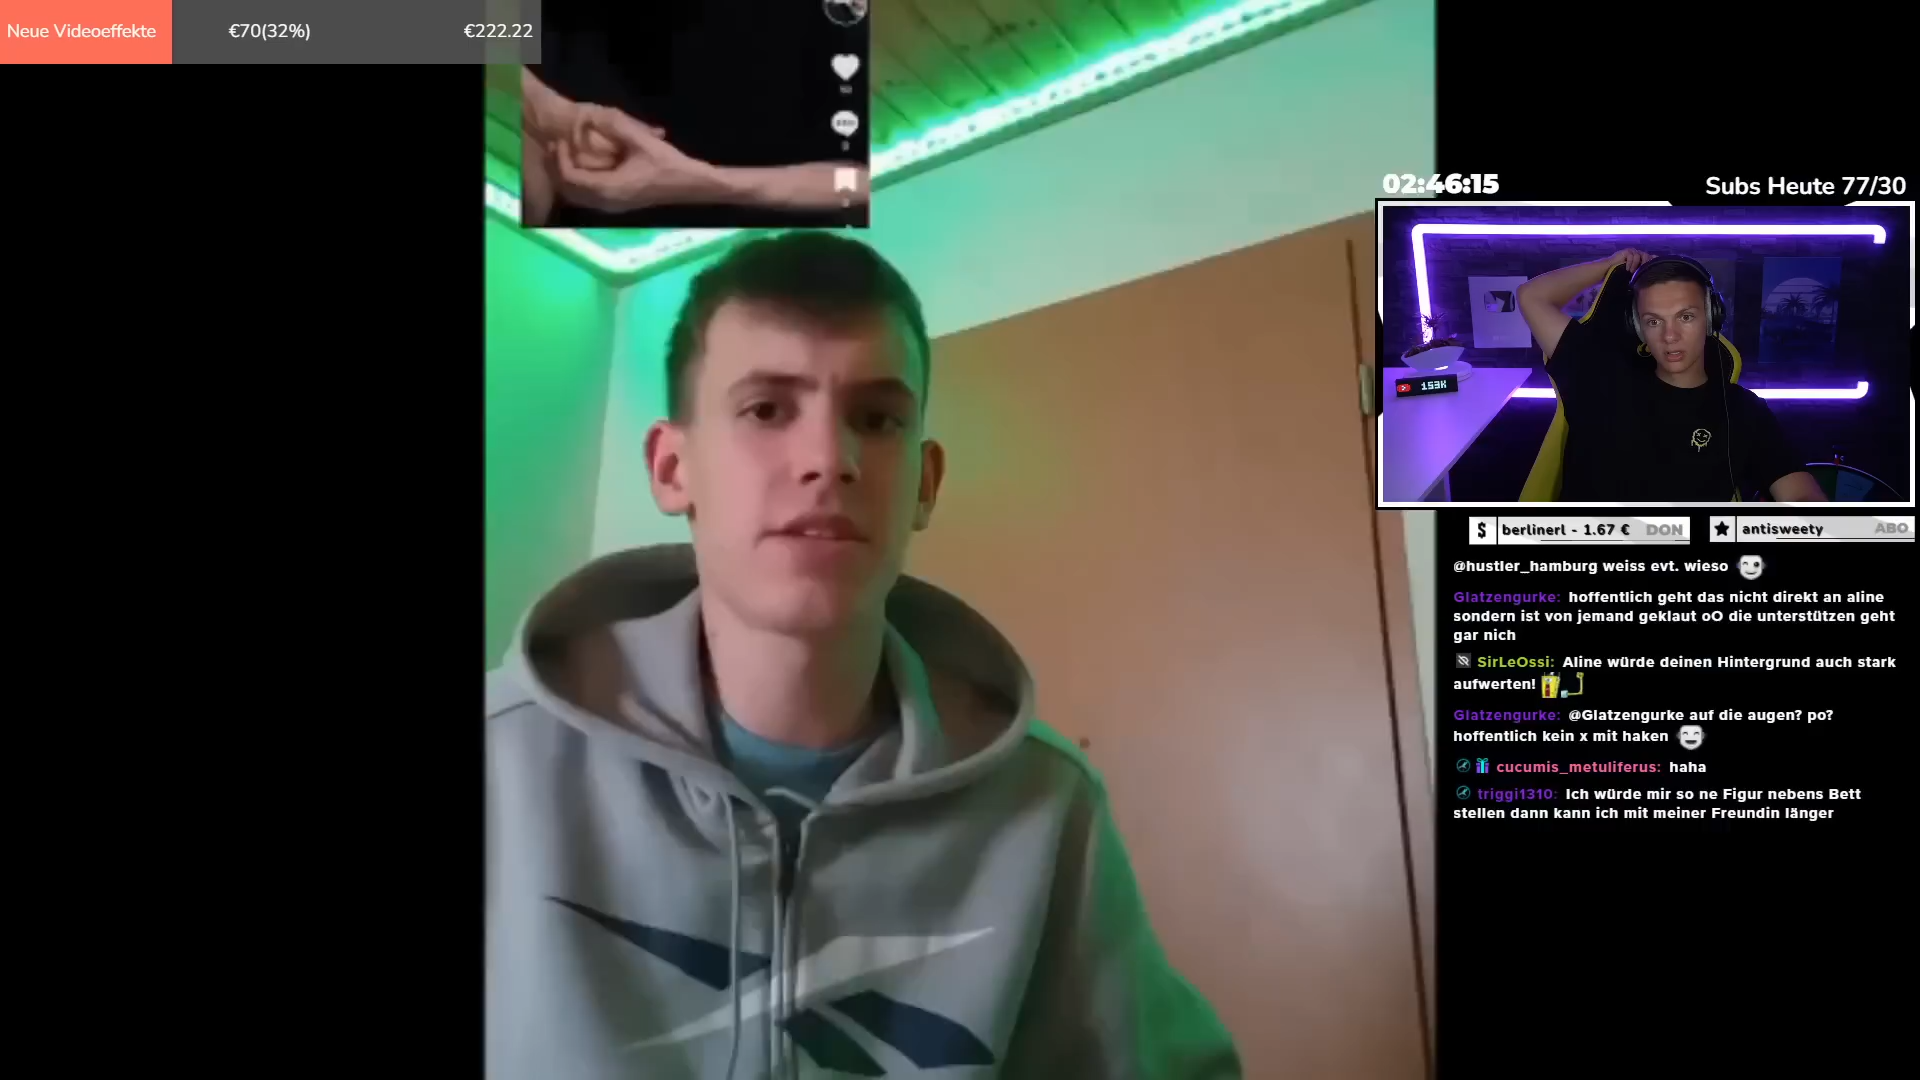 Neue Videoeffekte €70(32%) €222.22
02:46:15 Subs Heute 77/30
153K
$ berlinerl - 1.67 € DON antisweety ABO
@hustler_hamburg weiss evt. wieso
Glatzengurke: hoffentlich geht das nicht direkt an aline
sondern ist von jemand geklaut oO die unterstützen geht
gar nich
SirLeOssi: Aline würde deinen Hintergrund auch stark
aufwerten!
Glatzengurke: @Glatzengurke auf die augen? po?
hoffentlich kein x mit haken
cucumis_metuliferus: haha
triggi1310: Ich würde mir so ne Figur nebens Bett
stellen dann kann ich mit meiner Freundin länger